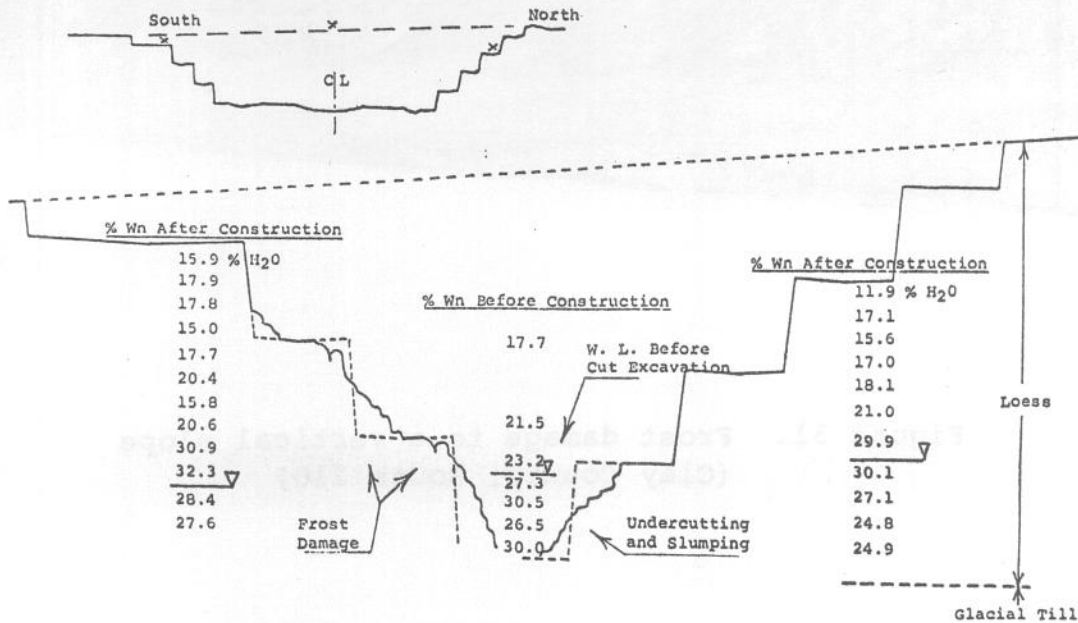 South
North
C L
% Wn After Construction
15.9 % H2O
17.9
17.8
15.0
17.7
20.4
15.8
20.6
30.9
32.3
28.4
27.6
Frost
Damage
% Wn Before Construction
17.7
21.5
23.2
27.3
30.5
26.5
30.0
W. L. Before
Cut Excavation
Undercutting
and Slumping
% Wn After Construction
11.9 % H2O
17.1
15.6
17.0
18.1
21.0
29.9
30.1
27.1
24.8
24.9
Loess
Glacial Till